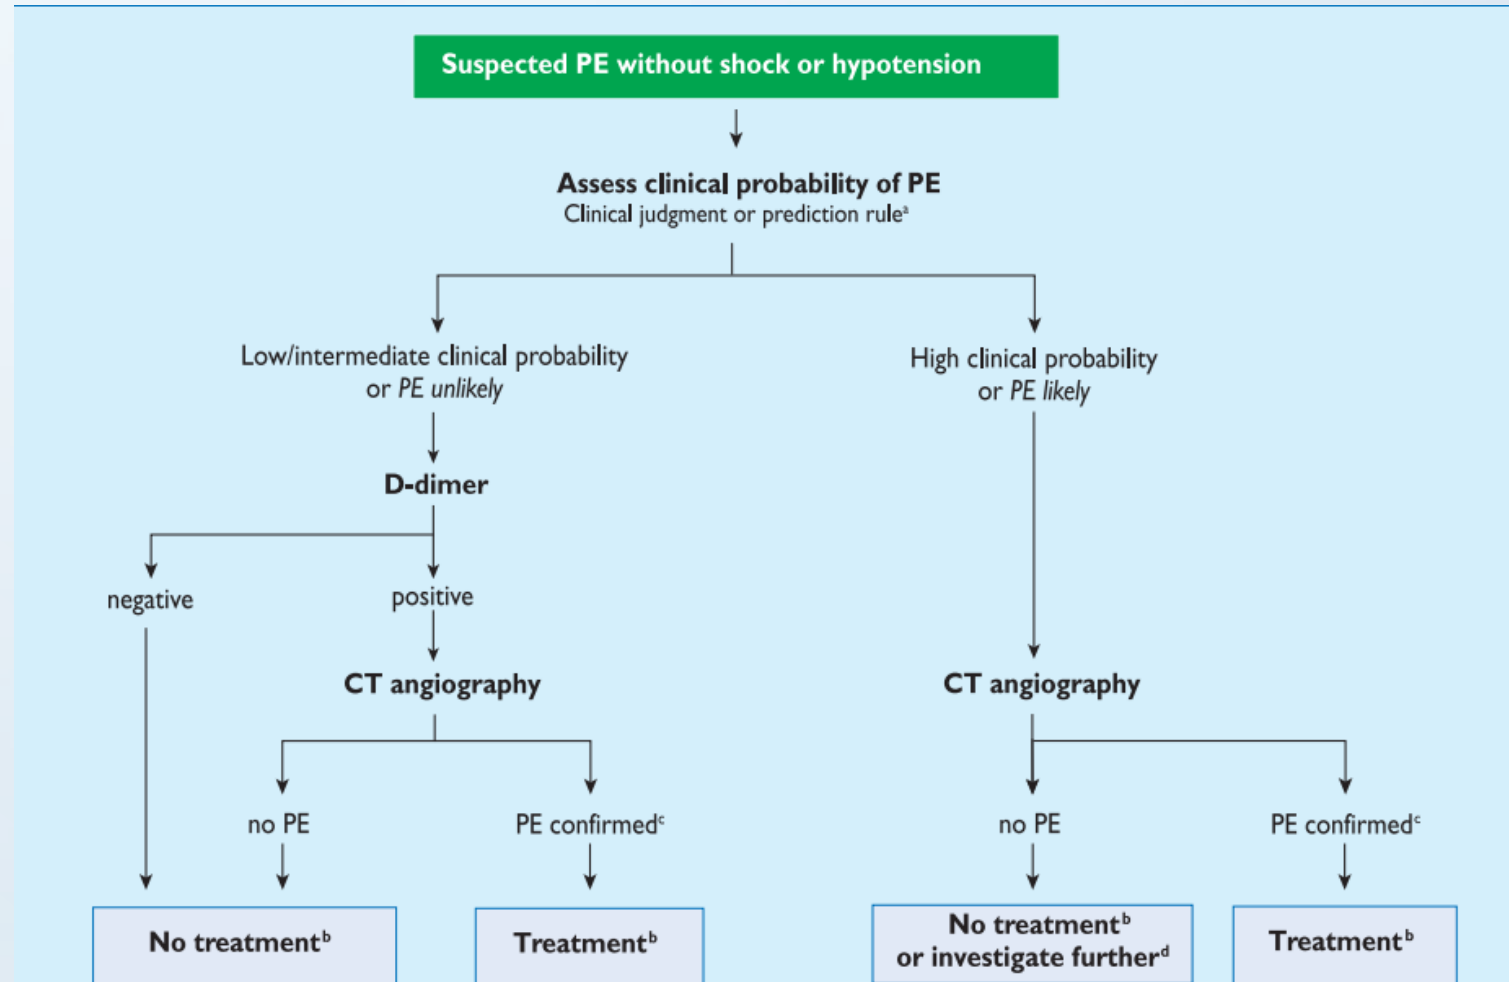 Suspected PE without shock or hypotension
Assess clinical probability of PE
Clinical judgment or prediction ruleᵃ
Low/intermediate clinical probability
or PE unlikely
High clinical probability
or PE likely
D-dimer
negative
positive
CT angiography
CT angiography
no PE
PE confirmedᶜ
no PE
PE confirmedᶜ
No treatmentᵇ
Treatmentᵇ
No treatmentᵇ
or investigate furtherᵈ
Treatmentᵇ